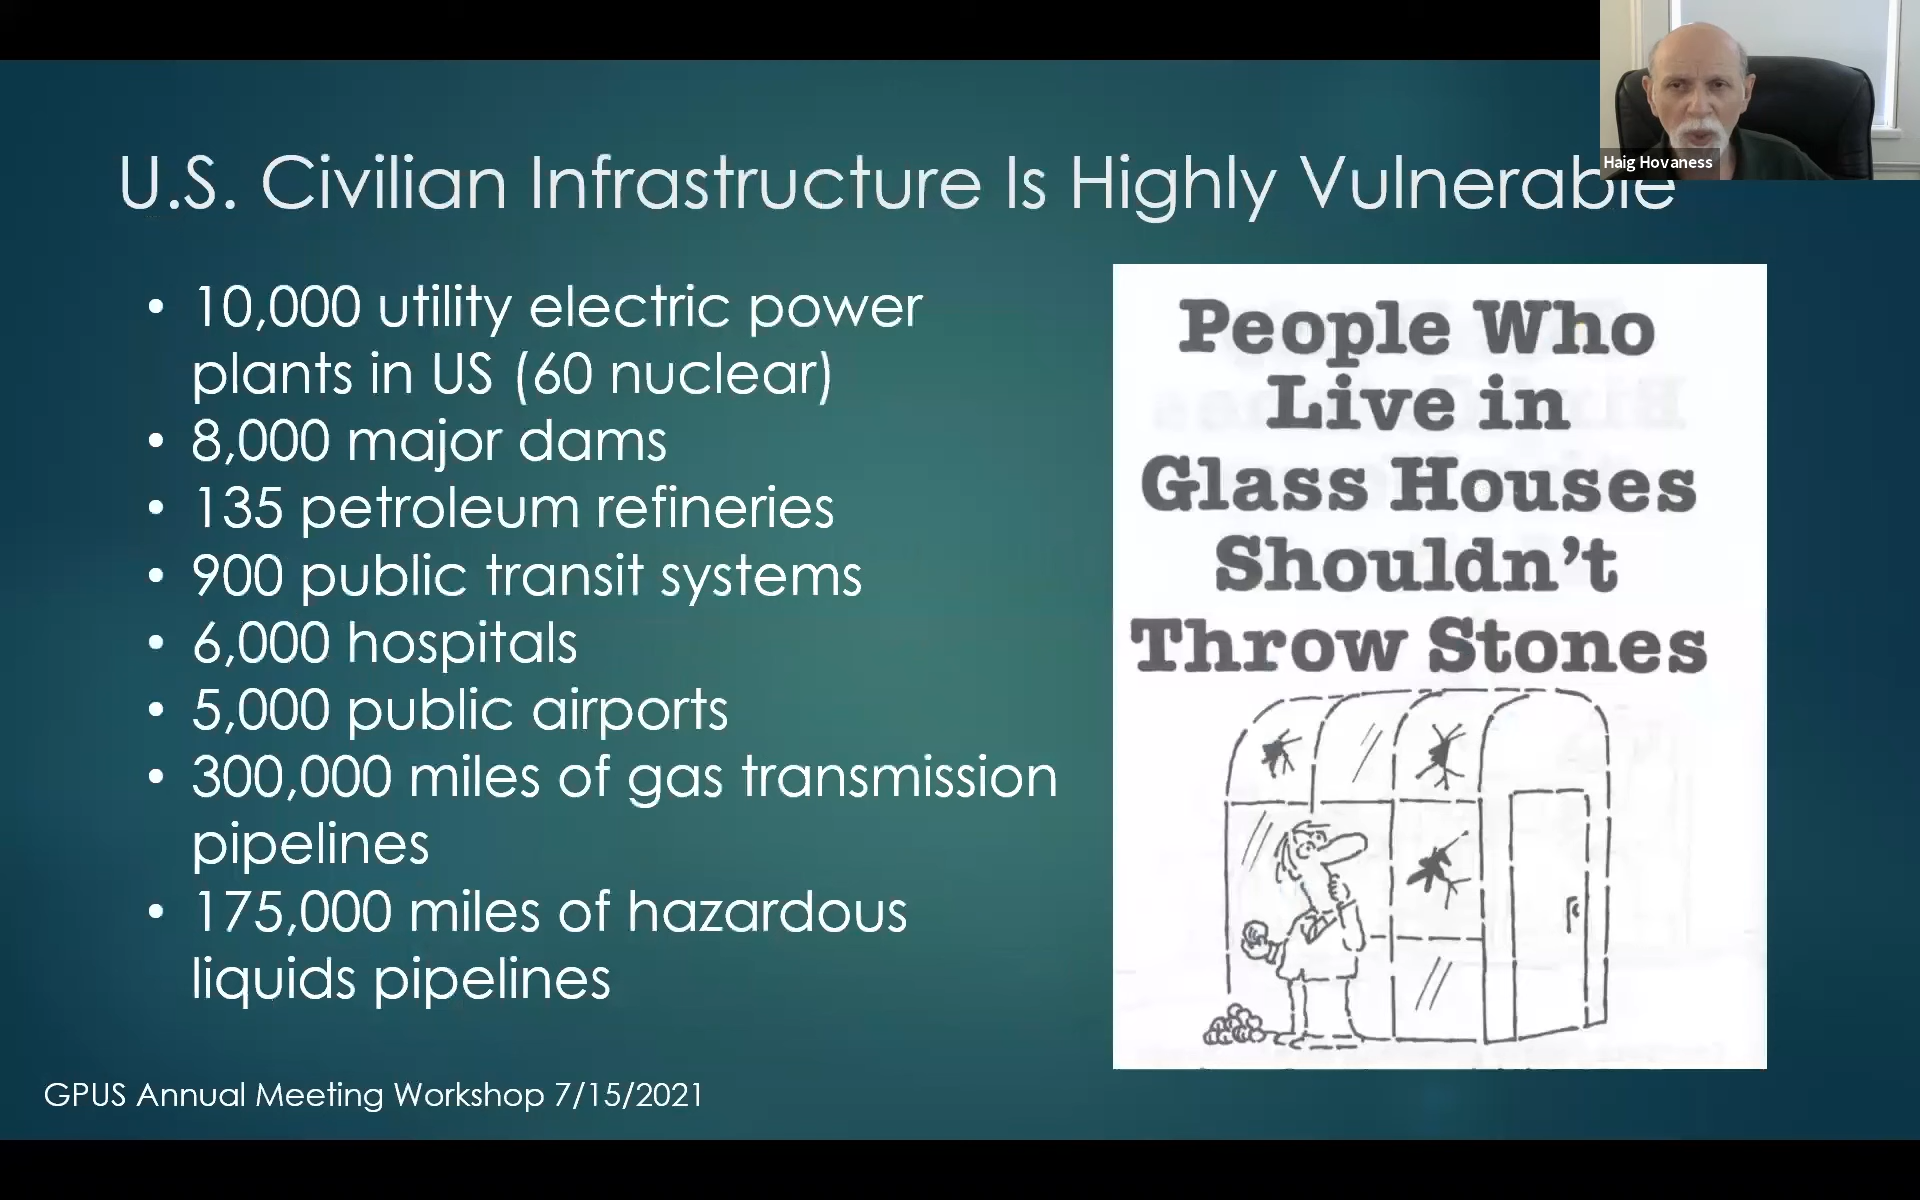 Haig Hovaness
U.S. Civilian Infrastructure Is Highly Vulnerable
• 10,000 utility electric power
plants in US (60 nuclear)
• 8,000 major dams
• 135 petroleum refineries
• 900 public transit systems
• 6,000 hospitals
• 5,000 public airports
• 300,000 miles of gas transmission
pipelines
• 175,000 miles of hazardous
liquids pipelines
People Who
Live in
Glass Houses
Shouldn't
Throw Stones
GPUS Annual Meeting Workshop 7/15/2021